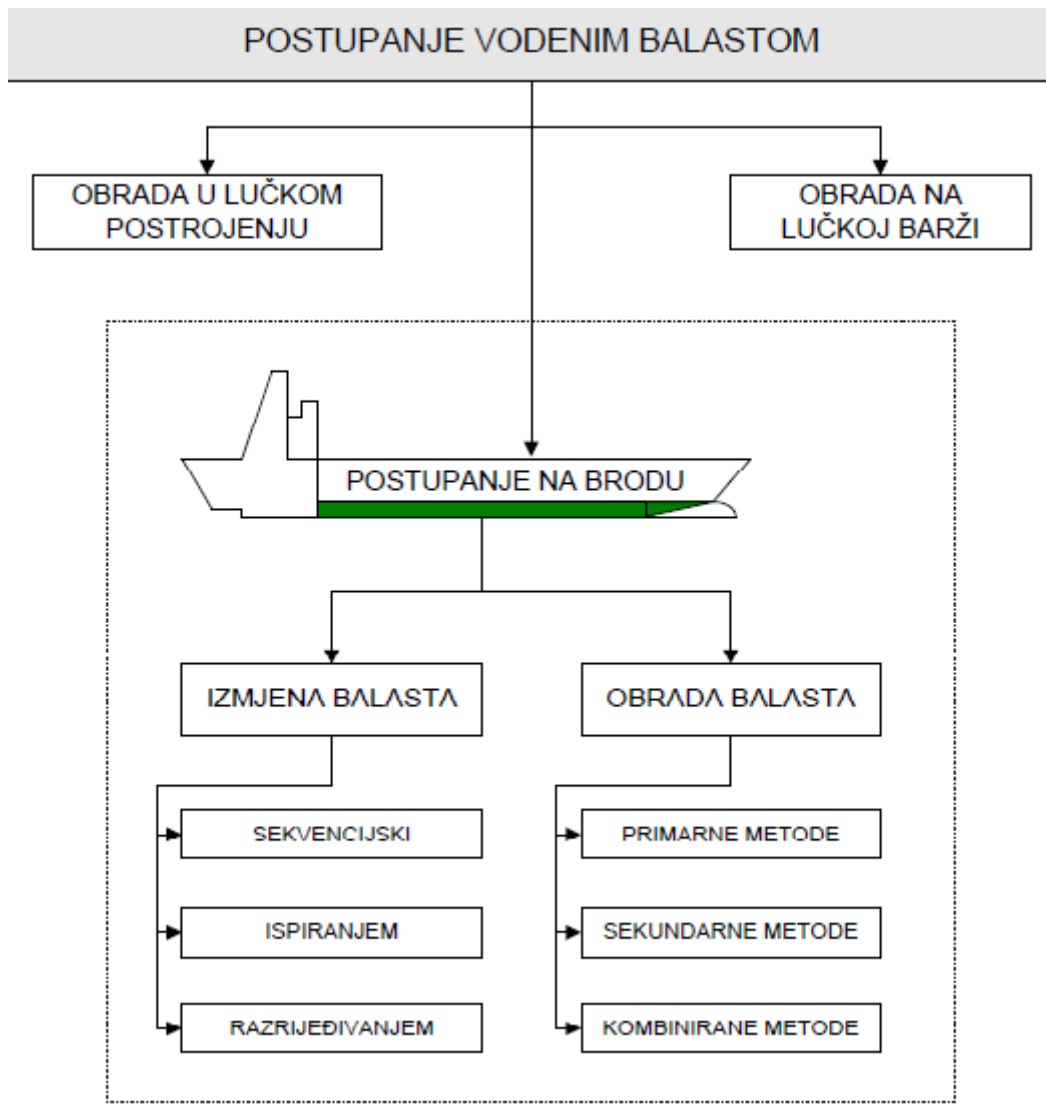 POSTUPANJE VODENIM BALASTOM
OBRADA U LUČKOM
POSTROJENJU
OBRADA NA
LUČKOJ BARŽI
POSTUPANJE NA BRODU
IZMJENA BALASTA
OBRADA BALASTA
SEKVENCIJSKI
PRIMARNE METODE
ISPIRANJEM
SEKUNDARNE METODE
RAZRIJEĐIVANJEM
KOMBINIRANE METODE